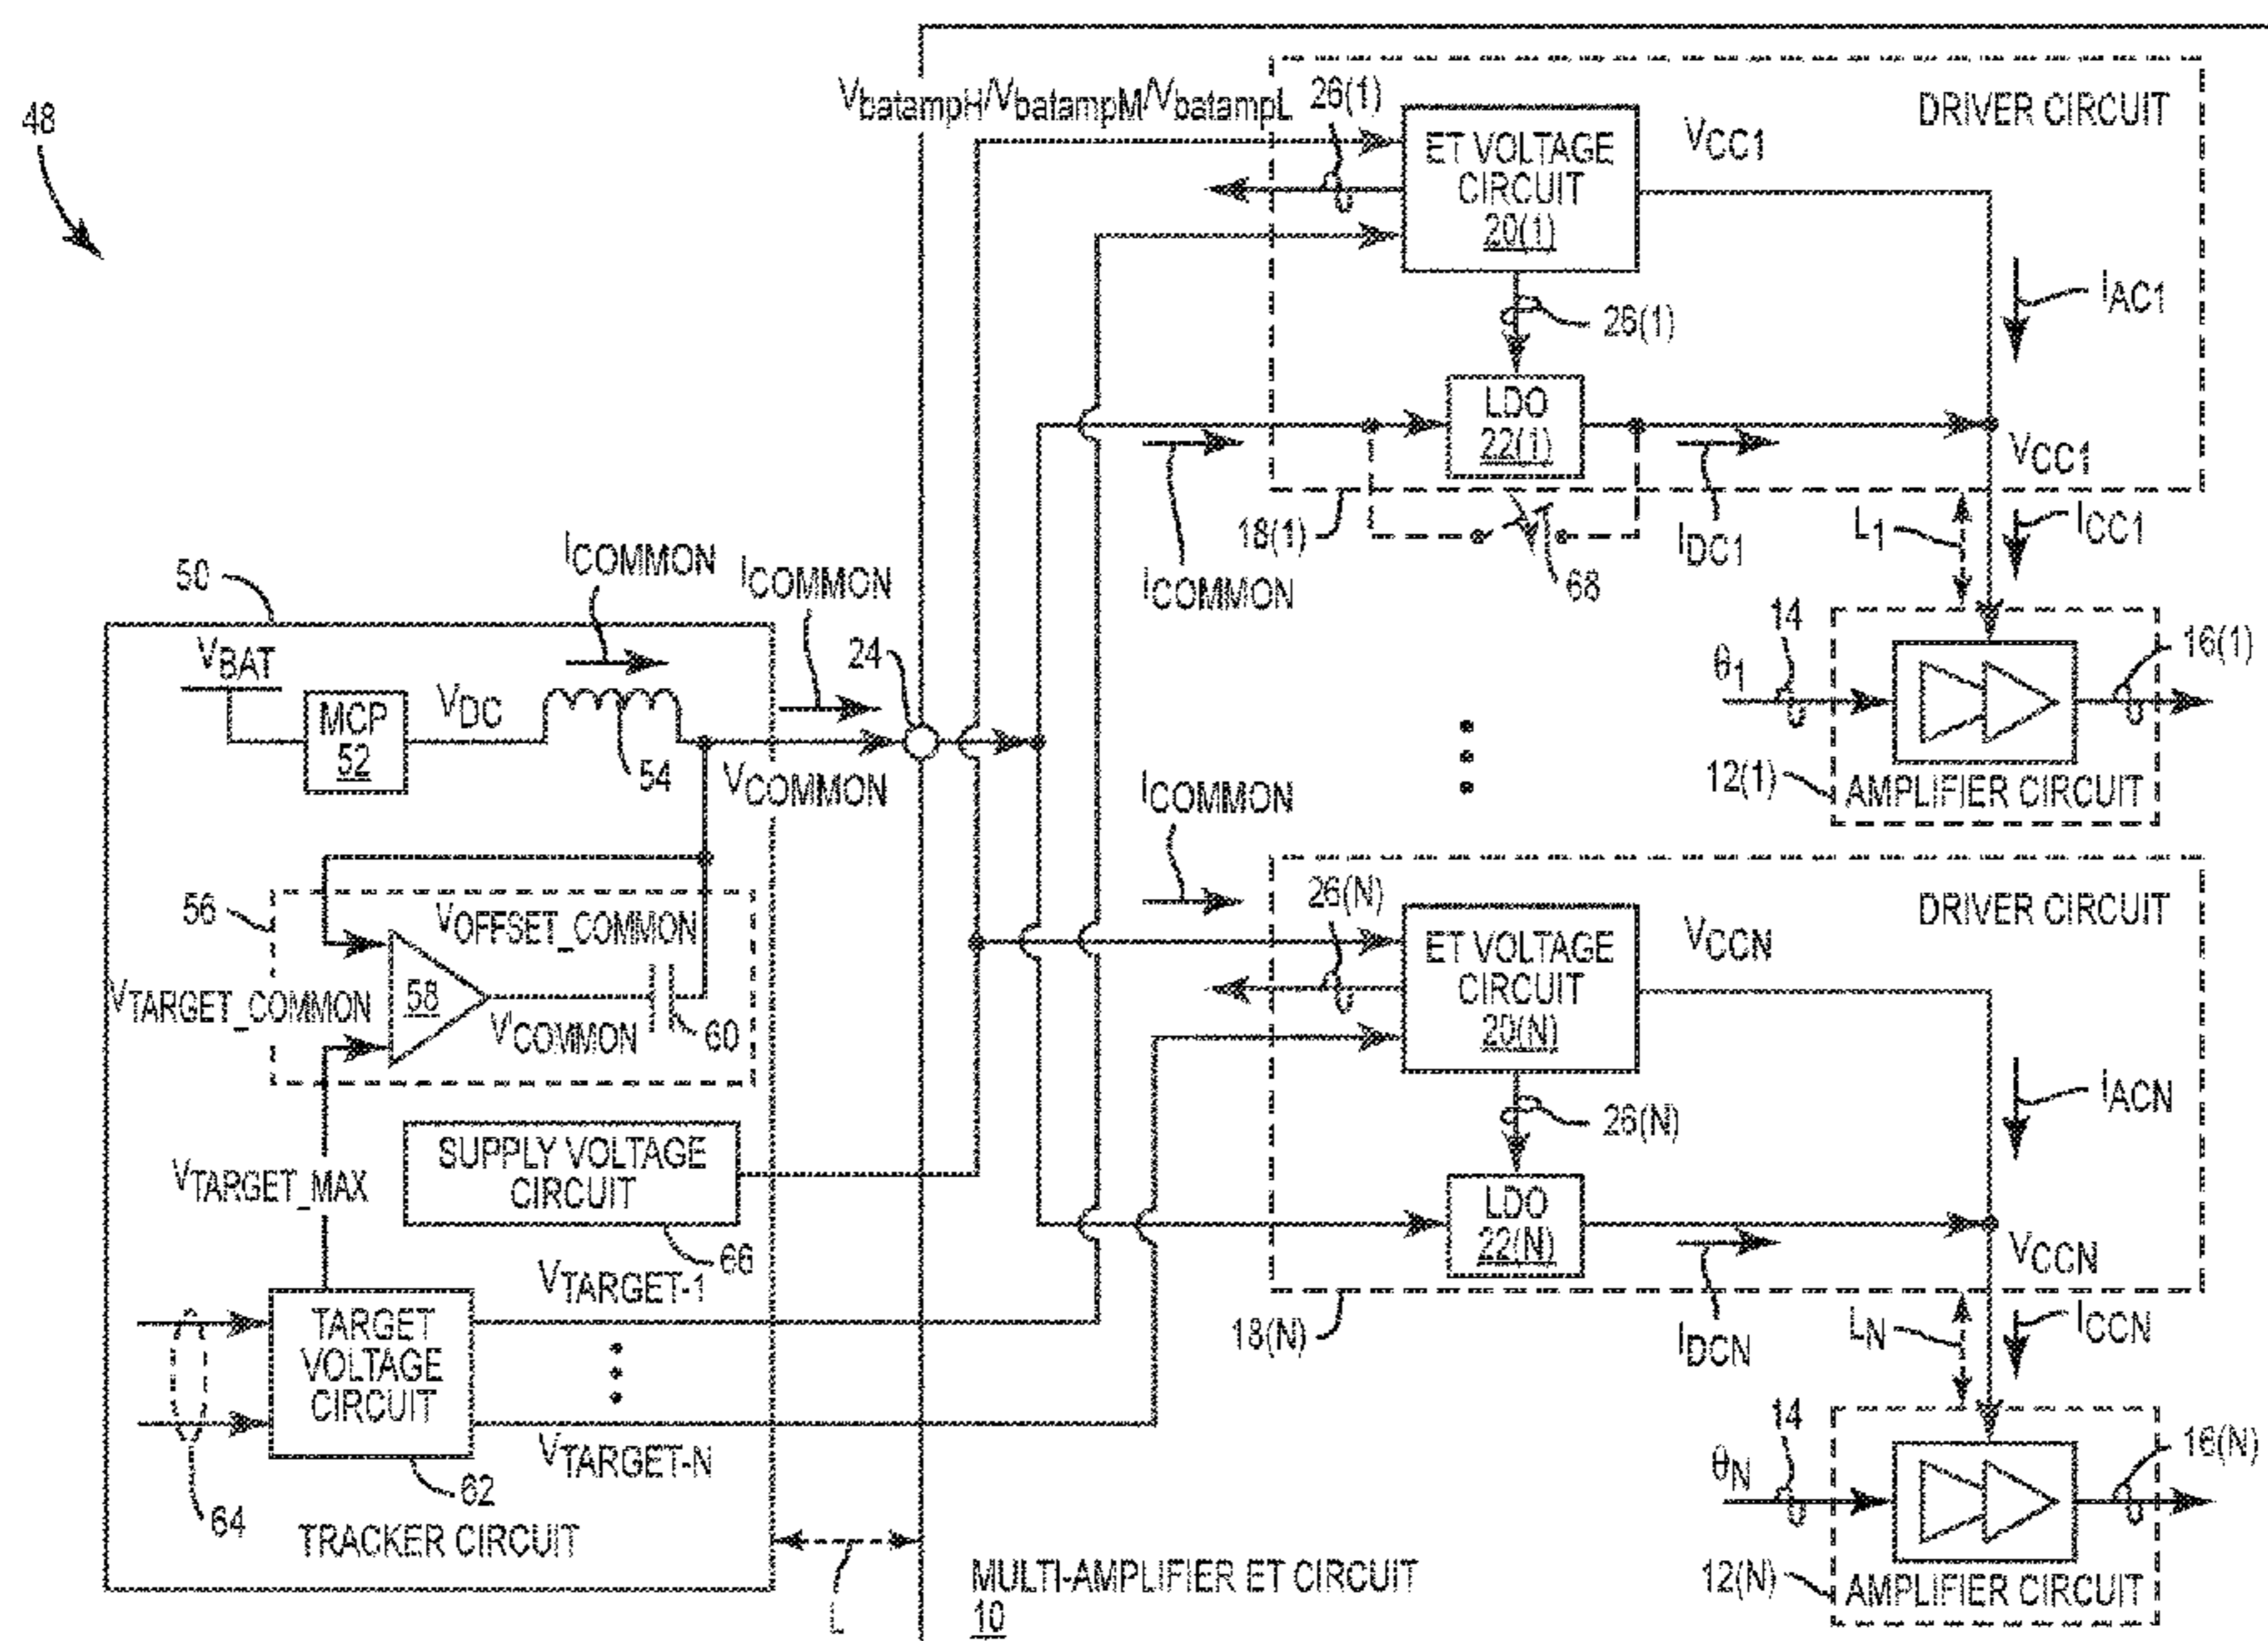 48
VbatampH/VbatampM/VbatampL
26(1)
DRIVER CIRCUIT
ET VOLTAGE
CIRCUIT
20(1)
VCC1
IAC1
26(1)
LDO
22(1)
VCC1
ICOMMON
18(1)
68
IDC1
L1
ICC1
50
ICOMMON
ICOMMON
VBAT
MCP
52
VDC
54
24
VCOMMON
θ1
14
16(1)
12(1)
AMPLIFIER CIRCUIT
ICOMMON
56
VOFFSET_COMMON
VTARGET_COMMON
58
VCOMMON
60
26(N)
DRIVER CIRCUIT
ET VOLTAGE
CIRCUIT
20(N)
VCCN
IACN
26(N)
VTARGET_MAX
SUPPLY VOLTAGE
CIRCUIT
66
LDO
22(N)
VCCN
VTARGET-1
TARGET
VOLTAGE
CIRCUIT
18(N)
IDCN
LN
ICCN
VTARGET-N
64
62
TRACKER CIRCUIT
L
MULTI-AMPLIFIER ET CIRCUIT
10
θN
14
16(N)
12(N)
AMPLIFIER CIRCUIT